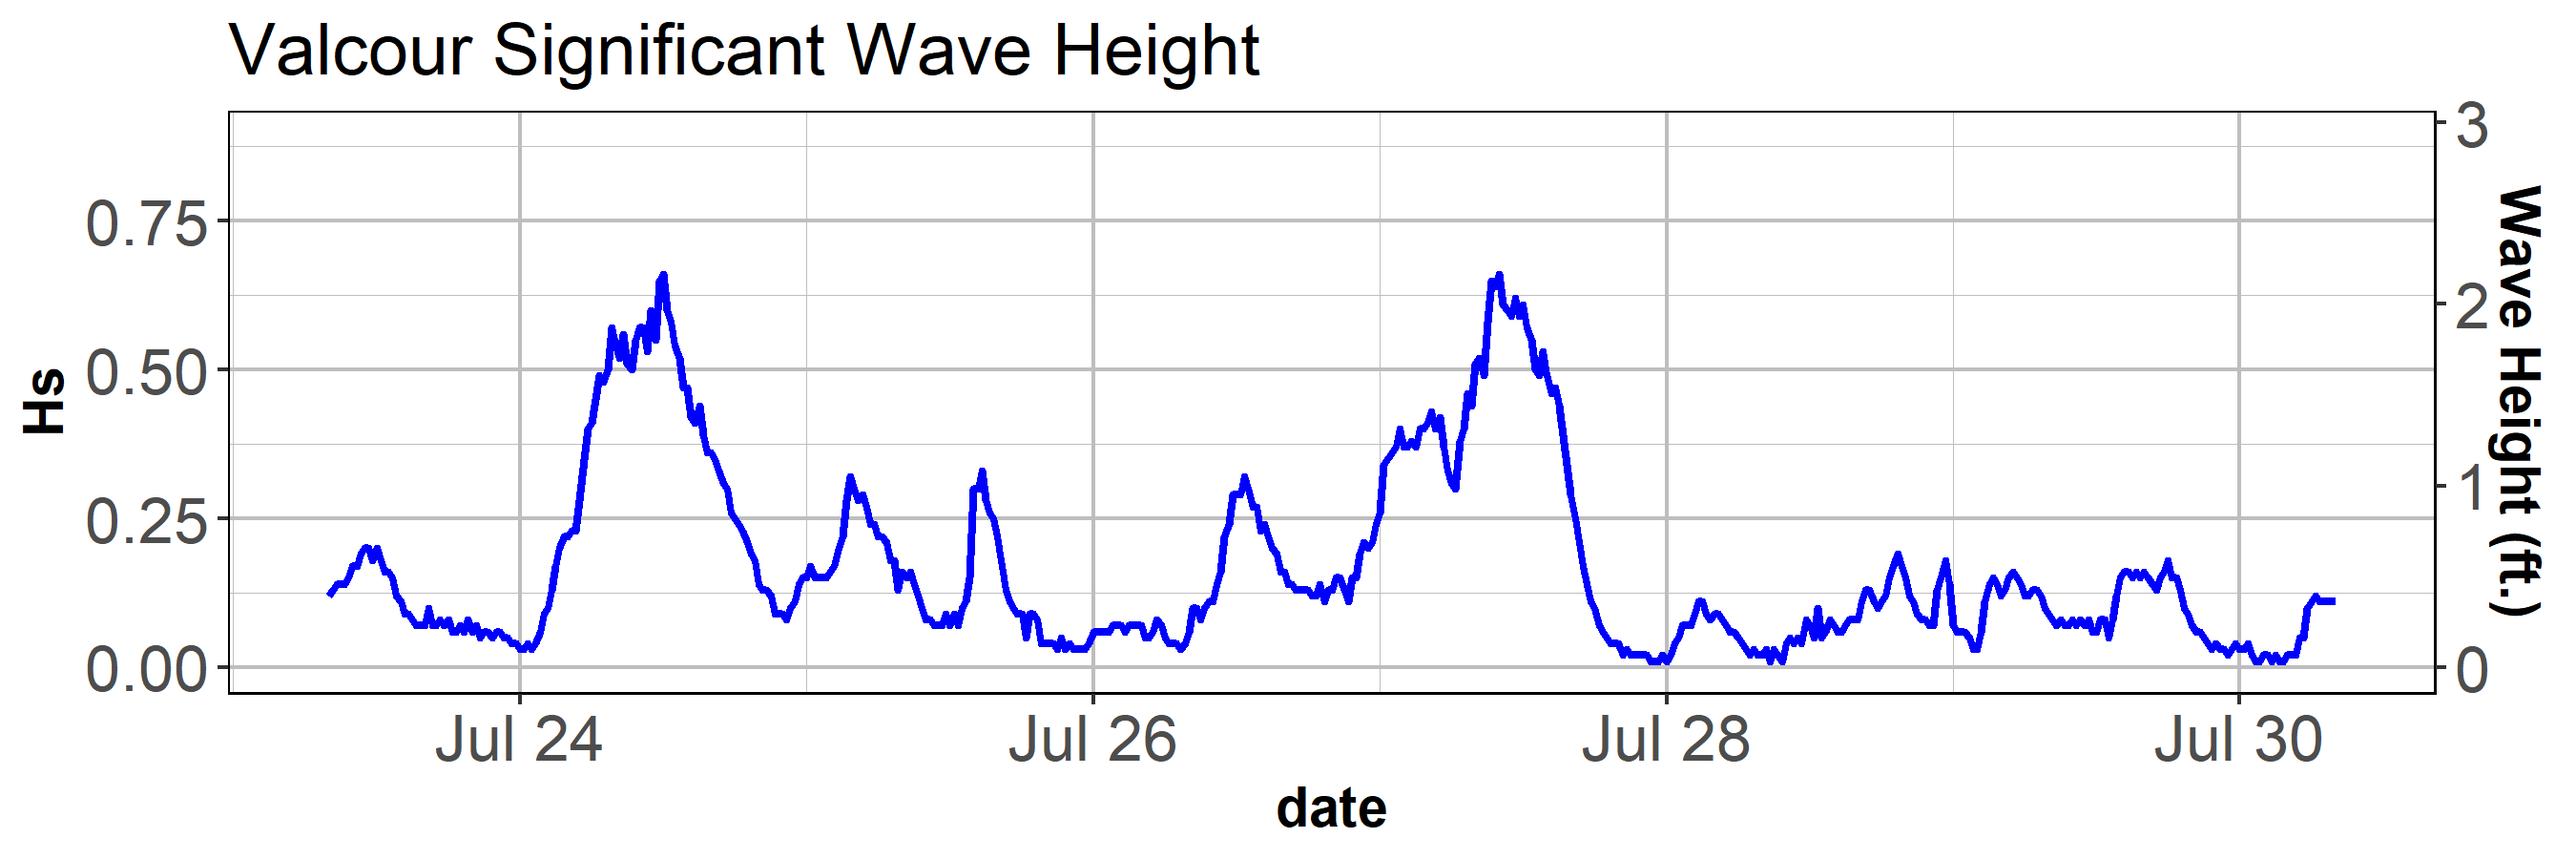 Valcour Significant Wave Height
Hs
0.75
0.50
0.25
0.00
3
2
1
0
Wave Height (ft.)
Jul 24
Jul 26
Jul 28
Jul 30
date